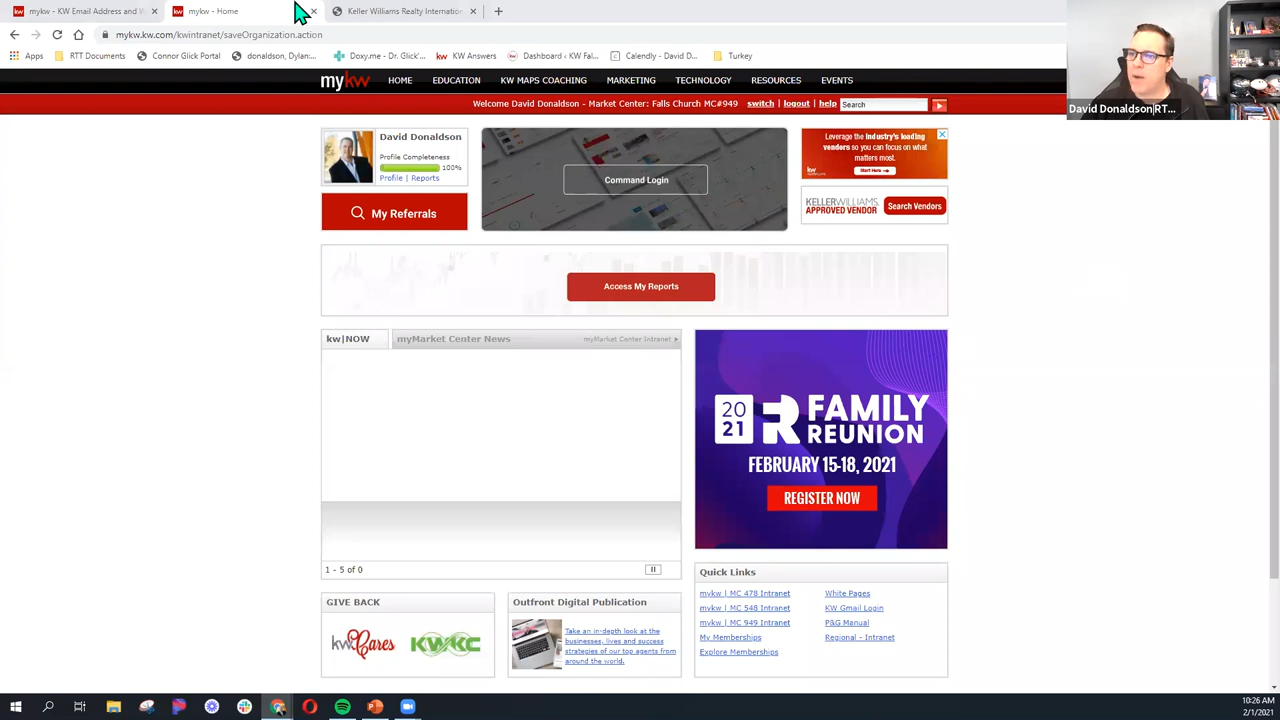 mykw - KW Email Address and W
mykw - Home
Keller Williams Realty Internation
mykw.kw.com/kwintranet/saveOrganization.action
Apps
RTT Documents
Connor Glick Portal
donaldson, Dylan:...
Doxy.me - Dr. Glick'...
KW Answers
Dashboard ‹ KW Fal...
Calendly - David D...
Turkey
David Donaldson|RT...
mykw HOME EDUCATION KW MAPS COACHING MARKETING TECHNOLOGY RESOURCES EVENTS
Welcome David Donaldson - Market Center: Falls Church MC#949 switch | logout | help Search
David Donaldson
Profile Completeness
100%
Profile | Reports
My Referrals
Command Login
Leverage the industry's leading
vendors so you can focus on what
matters most.
kw
Start Here
KELLERWILLIAMS.
APPROVED VENDOR
Search Vendors
Access My Reports
kw|NOW
myMarket Center News
myMarket Center Intranet
1 - 5 of 0
2021
R FAMILY
REUNION
FEBRUARY 15-18, 2021
REGISTER NOW
GIVE BACK
kwCares
KWKC
Outfront Digital Publication
Take an in-depth look at the
businesses, lives and success
strategies of our top agents from
around the world.
Quick Links
mykw | MC 478 Intranet
mykw | MC 548 Intranet
mykw | MC 949 Intranet
My Memberships
Explore Memberships
White Pages
KW Gmail Login
P&G Manual
Regional - Intranet
10:26 AM
2/1/2021